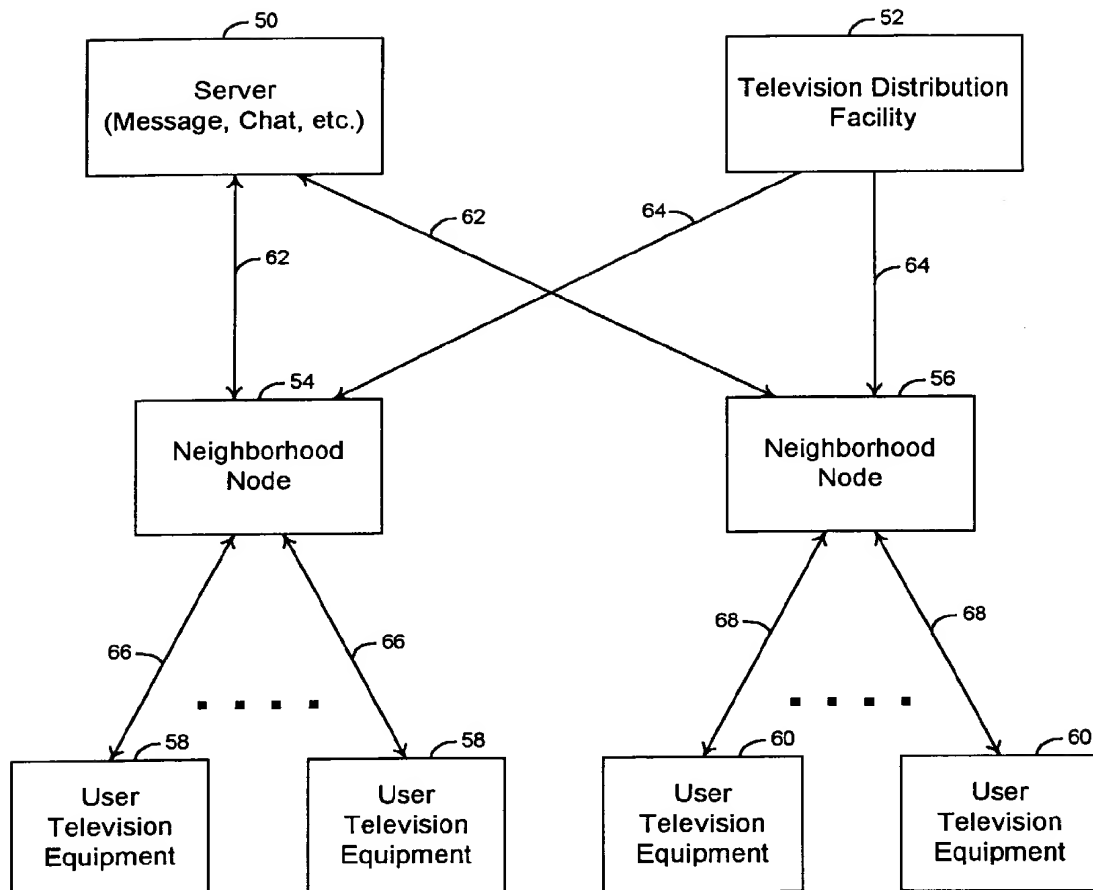 50
52
Server
(Message, Chat, etc.)
Television Distribution
Facility
62
64
62
64
54
56
Neighborhood
Node
Neighborhood
Node
66
66
68
68
58
58
60
60
User
Television
Equipment
User
Television
Equipment
User
Television
Equipment
User
Television
Equipment